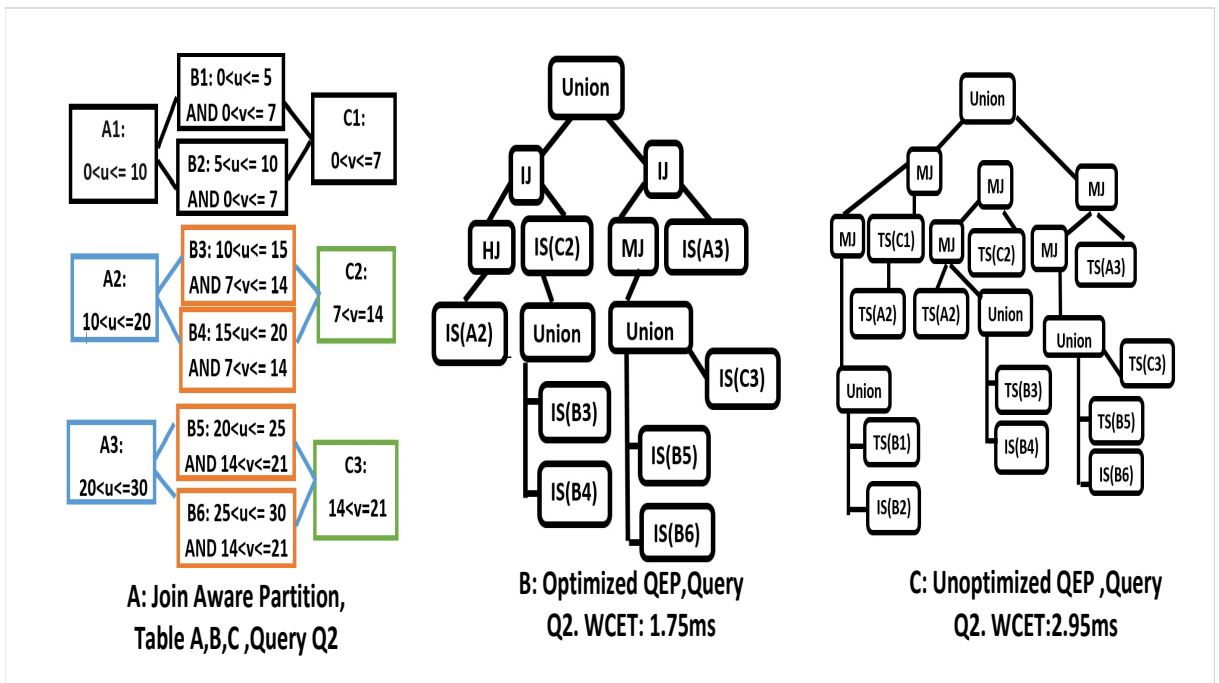 A1:
0<u<= 10
B1: 0<u<= 5
AND 0<v<= 7
B2: 5<u<= 10
AND 0<v<= 7
C1:
0<v<=7
A2:
10<u<=20
B3: 10<u<= 15
AND 7<v<= 14
B4: 15<u<= 20
AND 7<v<= 14
C2:
7<v=14
A3:
20<u<=30
B5: 20<u<= 25
AND 14<v<=21
B6: 25<u<= 30
AND 14<v<=21
C3:
14<v=21
A: Join Aware Partition,
Table A,B,C ,Query Q2
Union
IJ
IJ
HJ
IS(C2)
MJ
IS(A3)
IS(A2)
Union
Union
IS(C3)
IS(B3)
IS(B4)
IS(B5)
IS(B6)
B: Optimized QEP,Query
Q2. WCET: 1.75ms
Union
MJ
MJ
MJ
MJ
TS(C1)
MJ
TS(C2)
MJ
TS(A3)
TS(A2)
TS(A2)
Union
Union
TS(C3)
Union
TS(B3)
IS(B4)
TS(B5)
IS(B6)
TS(B1)
IS(B2)
C: Unoptimized QEP ,Query
Q2. WCET:2.95ms